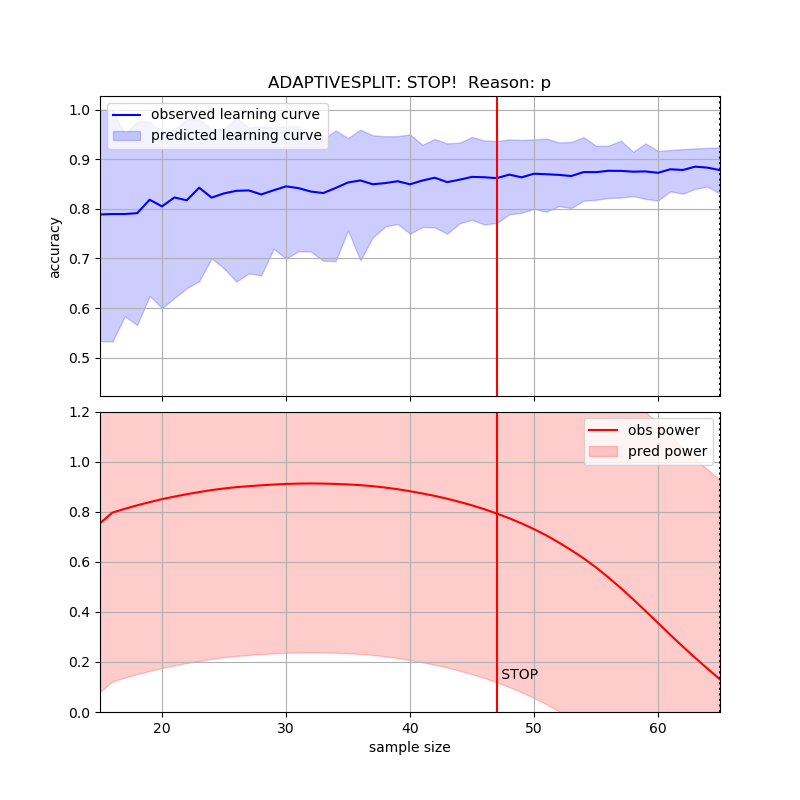 ADAPTIVESPLIT: STOP!  Reason: p
observed learning curve
predicted learning curve
1.0
0.9
0.8
0.7
0.6
0.5
accuracy
obs power
pred power
1.2
1.0
0.8
0.6
0.4
0.2
0.0
STOP
20 30 40 50 60
sample size